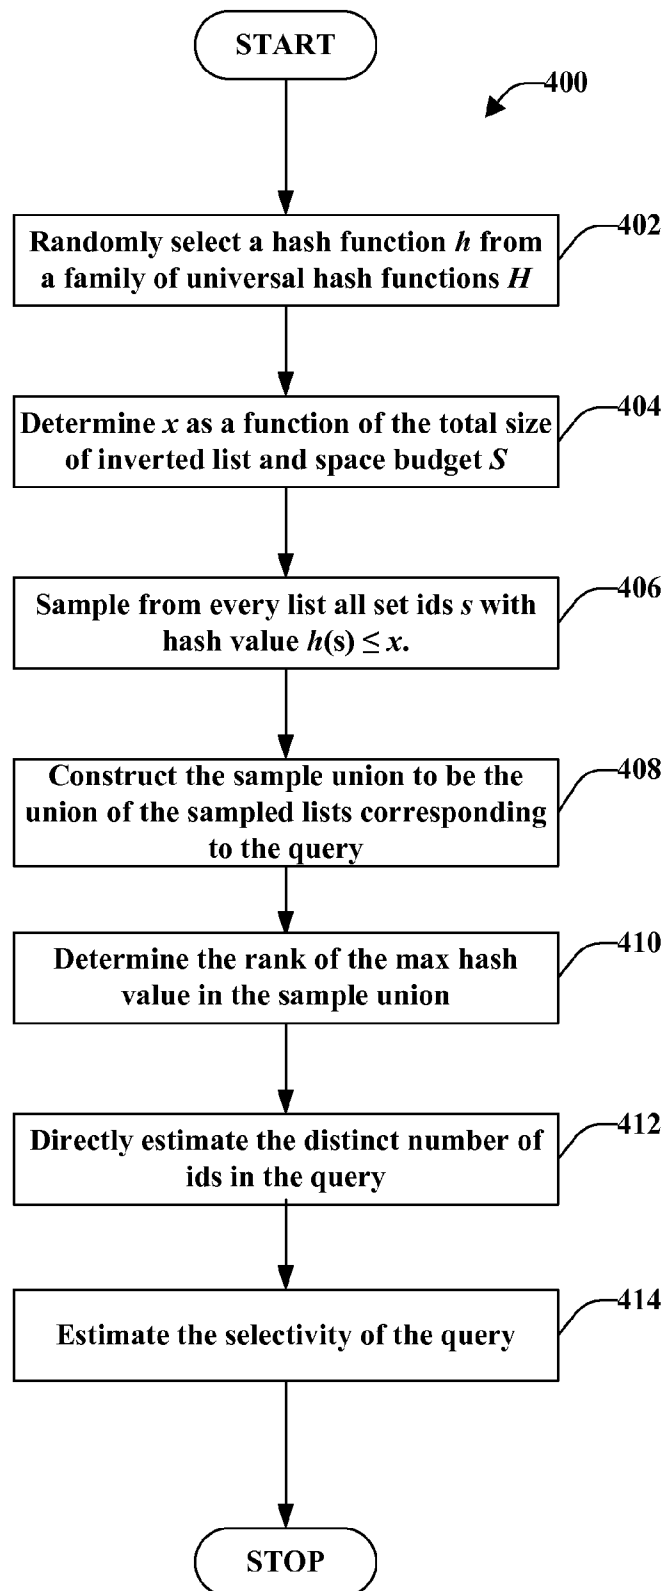 START
400
402
Randomly select a hash function h from
a family of universal hash functions H
404
Determine x as a function of the total size
of inverted list and space budget S
406
Sample from every list all set ids s with
hash value h(s) ≤ x.
408
Construct the sample union to be the
union of the sampled lists corresponding
to the query
410
Determine the rank of the max hash
value in the sample union
412
Directly estimate the distinct number of
ids in the query
414
Estimate the selectivity of the query
STOP